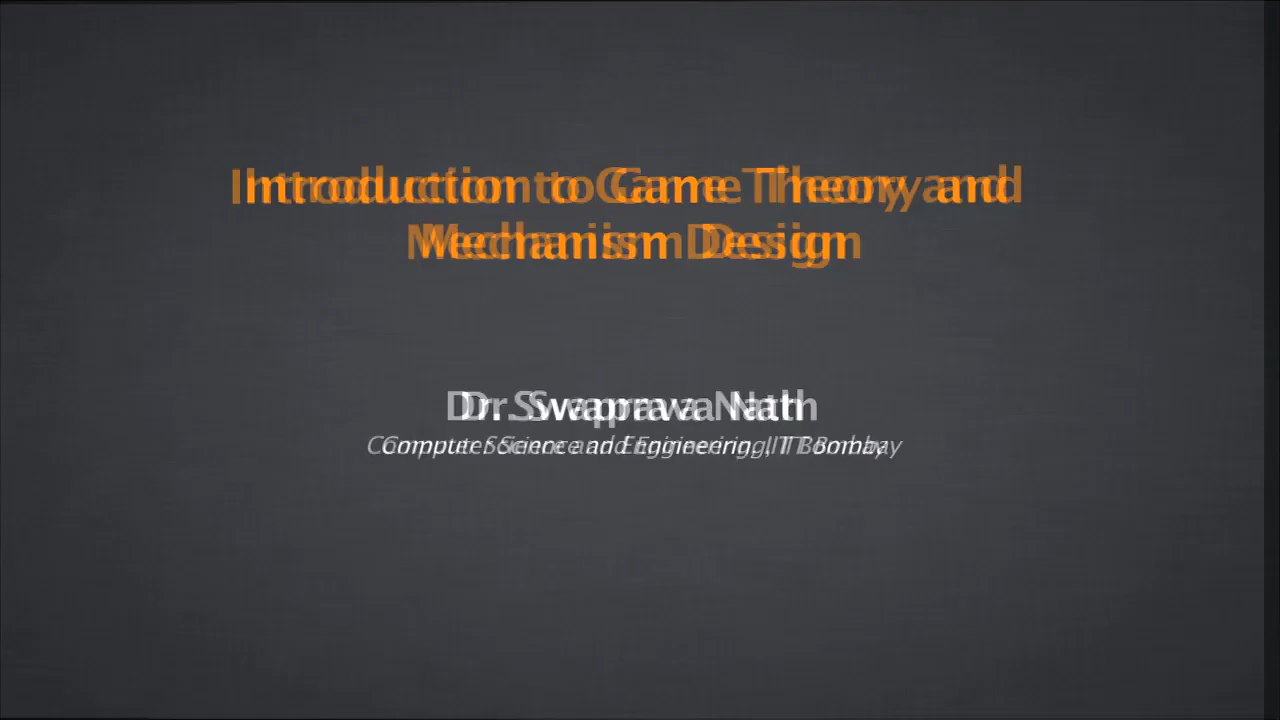 Introduction to Game Theory and
Mechanism Design
Dr. Swaprava Nath
Computer Science and Engineering, IIT Bombay